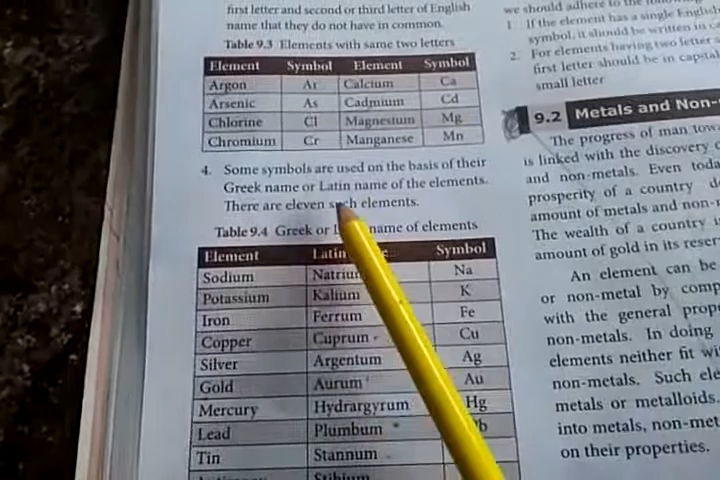 first letter and second or third letter of English
name that they do not have in common.
Table 9.3 Elements with same two letters
Element Symbol Element Symbol
Argon Ar Calcium Ca
Arsenic As Cadmium Cd
Chlorine Cl Magnesium Mg
Chromium Cr Manganese Mn
4. Some symbols are used on the basis of their
Greek name or Latin name of the elements.
There are eleven such elements.
Table 9.4 Greek or name of elements
Element Latin Symbol
Sodium Na
Potassium Kalium K
Iron Ferrum Fe
Copper Cuprum Cu
Silver Argentum Ag
Gold Aurum Au
Mercury Hydrargyrum Hg
Lead Plumbum
Tin Stannum
we should adhere to the
1 If the element has a single English
symbol, it should be written in
2. For elements having two letter
first letter should be in capital
small letter
9.2 Metals and
The progress of man
is linked with the discovery
and non-metals. Even
prosperity of a country
amount of metals and
The wealth of a country
amount of gold in its
An element can be
or non-metal by
with the general
non-metals. In doing
elements neither fit
non-metals. Such
metals or metalloids.
into metals,
on their properties.